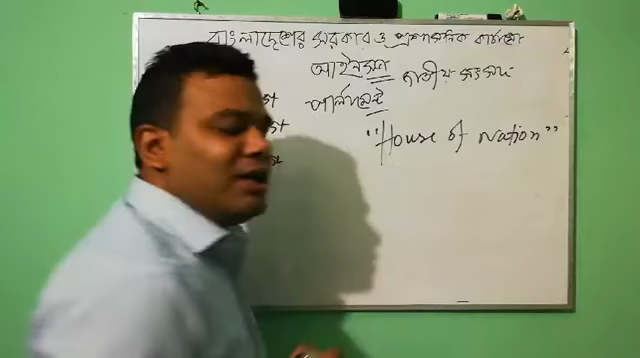 বাংলাদেশের সরকার ও প্রশাসনিক কাঠামো
আইনসভা জাতীয় সংসদ
পার্লামেন্ট
"House of Nation"